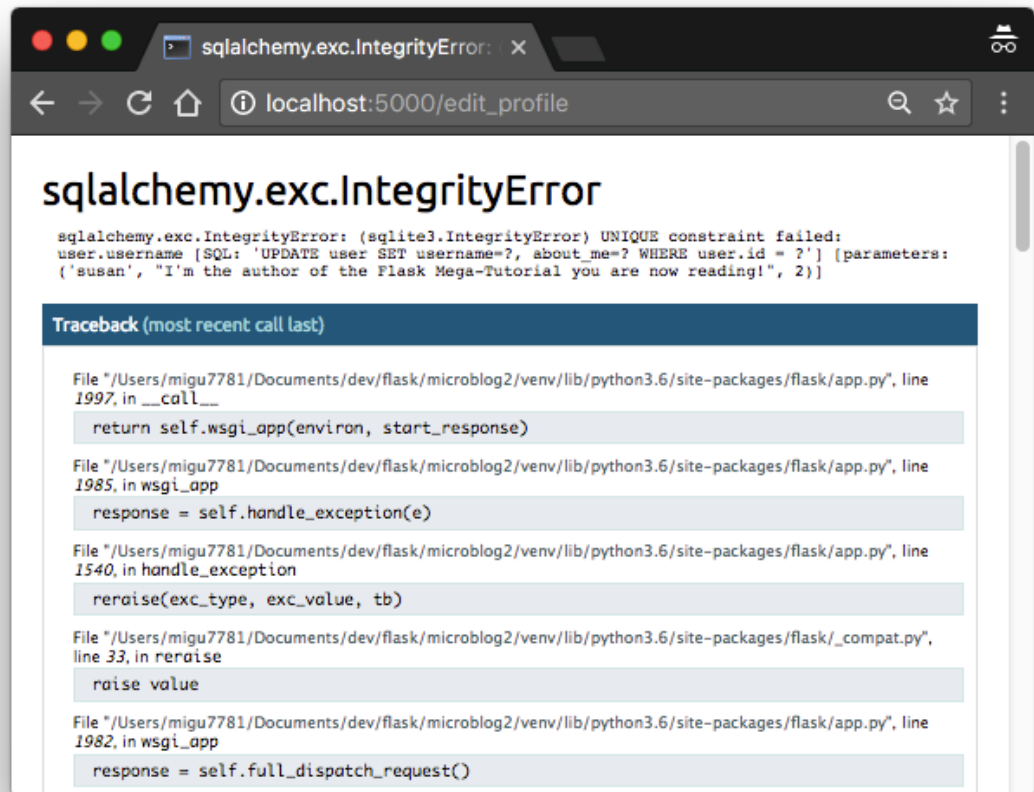 sqlalchemy.exc.IntegrityError: (
localhost:5000/edit_profile
sqlalchemy.exc.IntegrityError
sqlalchemy.exc.IntegrityError: (sqlite3.IntegrityError) UNIQUE constraint failed:
user.username [SQL: 'UPDATE user SET username=?, about_me=? WHERE user.id = ?'] [parameters:
('susan', "I'm the author of the Flask Mega-Tutorial you are now reading!", 2)]
Traceback (most recent call last)
File "/Users/migu7781/Documents/dev/flask/microblog2/venv/lib/python3.6/site-packages/flask/app.py", line
1997, in __call__
return self.wsgi_app(environ, start_response)
File "/Users/migu7781/Documents/dev/flask/microblog2/venv/lib/python3.6/site-packages/flask/app.py", line
1985, in wsgi_app
response = self.handle_exception(e)
File "/Users/migu7781/Documents/dev/flask/microblog2/venv/lib/python3.6/site-packages/flask/app.py", line
1540, in handle_exception
reraise(exc_type, exc_value, tb)
File "/Users/migu7781/Documents/dev/flask/microblog2/venv/lib/python3.6/site-packages/flask/_compat.py",
line 33, in reraise
raise value
File "/Users/migu7781/Documents/dev/flask/microblog2/venv/lib/python3.6/site-packages/flask/app.py", line
1982, in wsgi_app
response = self.full_dispatch_request()